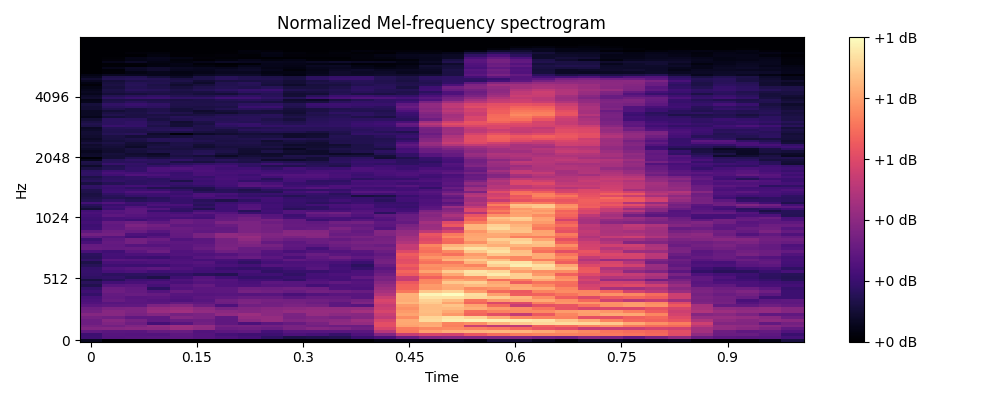 Normalized Mel-frequency spectrogram
Hz
4096
2048
1024
512
0
0 0.15 0.3 0.45 0.6 0.75 0.9
Time
+1 dB
+1 dB
+1 dB
+0 dB
+0 dB
+0 dB